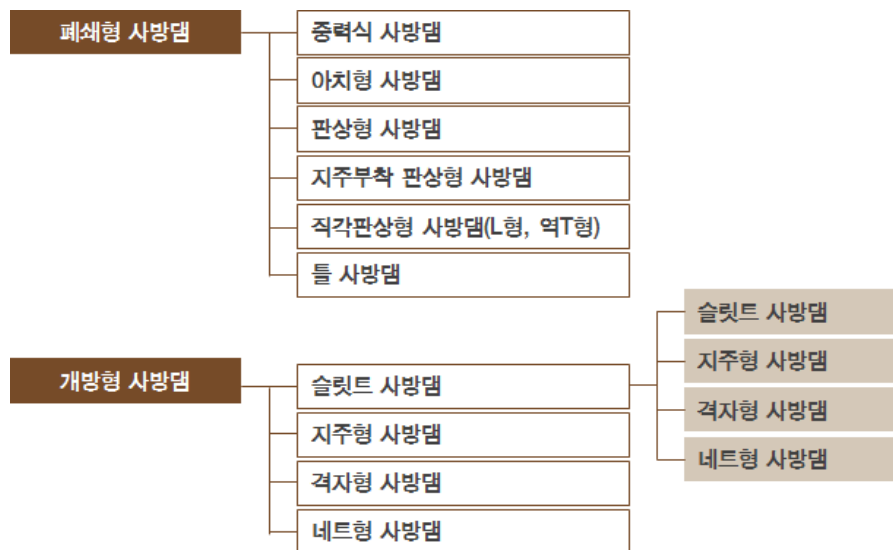 폐쇄형 사방댐
중력식 사방댐
아치형 사방댐
판상형 사방댐
지주부착 판상형 사방댐
직각판상형 사방댐(L형, 역T형)
틀 사방댐
개방형 사방댐
슬릿트 사방댐
지주형 사방댐
격자형 사방댐
네트형 사방댐
슬릿트 사방댐
지주형 사방댐
격자형 사방댐
네트형 사방댐